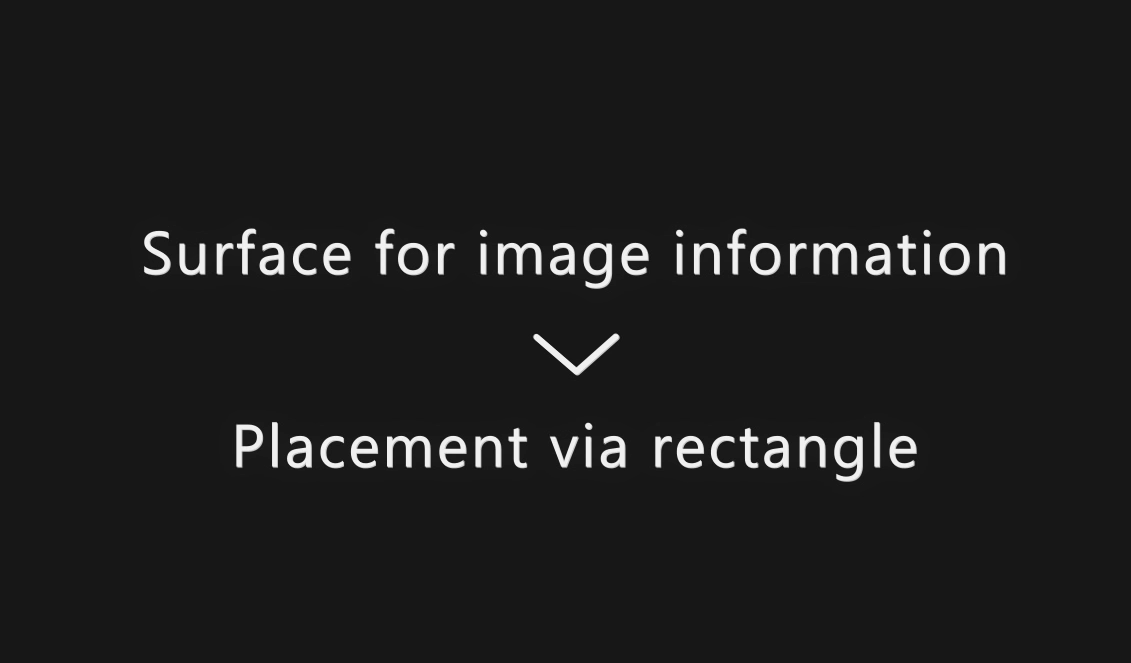 Surface for image information
Placement via rectangle